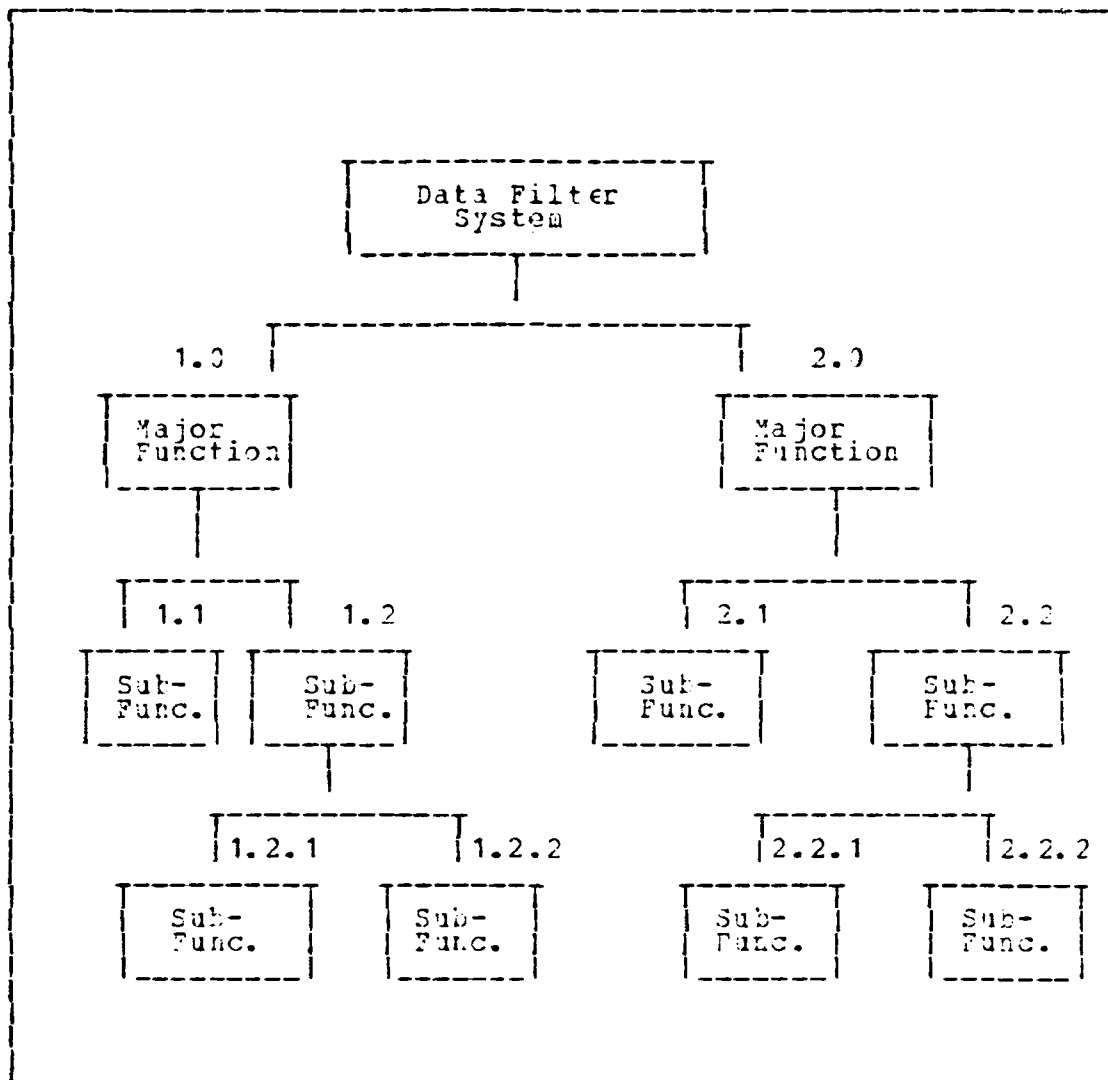 Data Filter
System
1.0
2.0
Major
Function
Major
Function
1.1
1.2
2.1
2.2
Sub-
Func.
Sub-
Func.
Sub-
Func.
Sub-
Func.
1.2.1
1.2.2
2.2.1
2.2.2
Sub-
Func.
Sub-
Func.
Sub-
Func.
Sub-
Func.